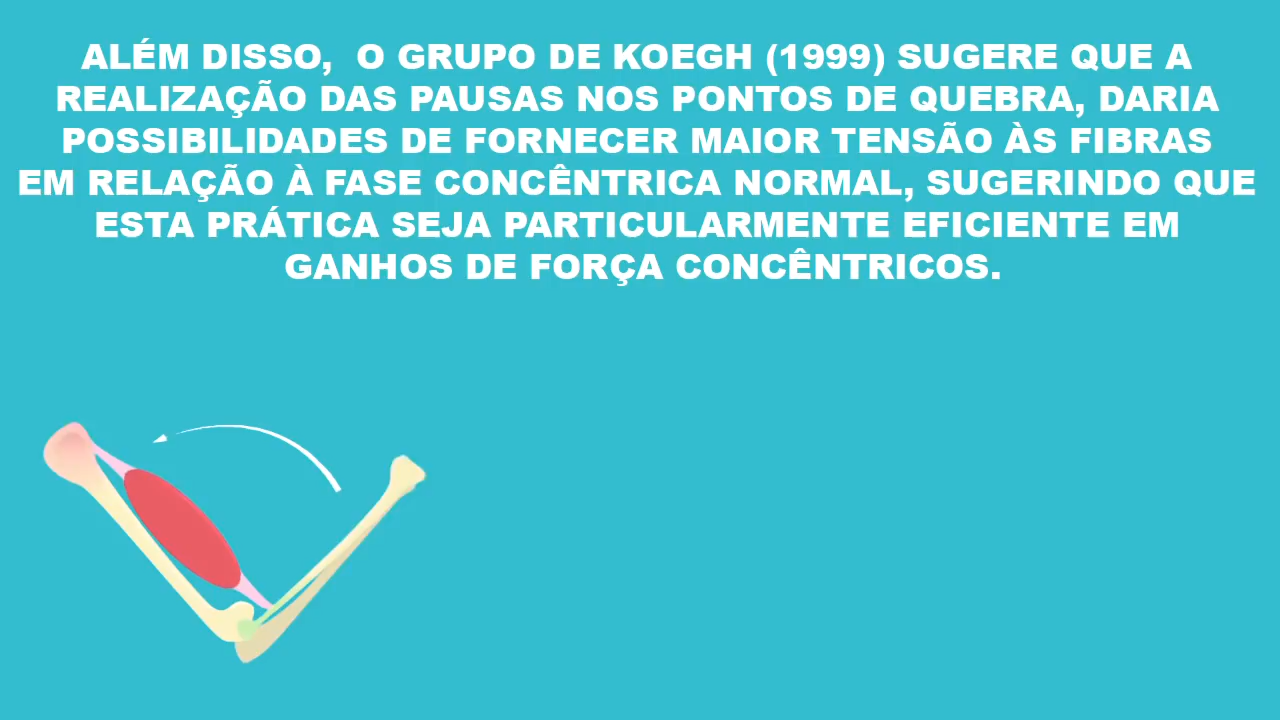 ALÉM DISSO, O GRUPO DE KOEGH (1999) SUGERE QUE A
REALIZAÇÃO DAS PAUSAS NOS PONTOS DE QUEBRA, DARIA
POSSIBILIDADES DE FORNECER MAIOR TENSÃO ÀS FIBRAS
EM RELAÇÃO À FASE CONCÊNTRICA NORMAL, SUGERINDO QUE
ESTA PRÁTICA SEJA PARTICULARMENTE EFICIENTE EM
GANHOS DE FORÇA CONCÊNTRICOS.